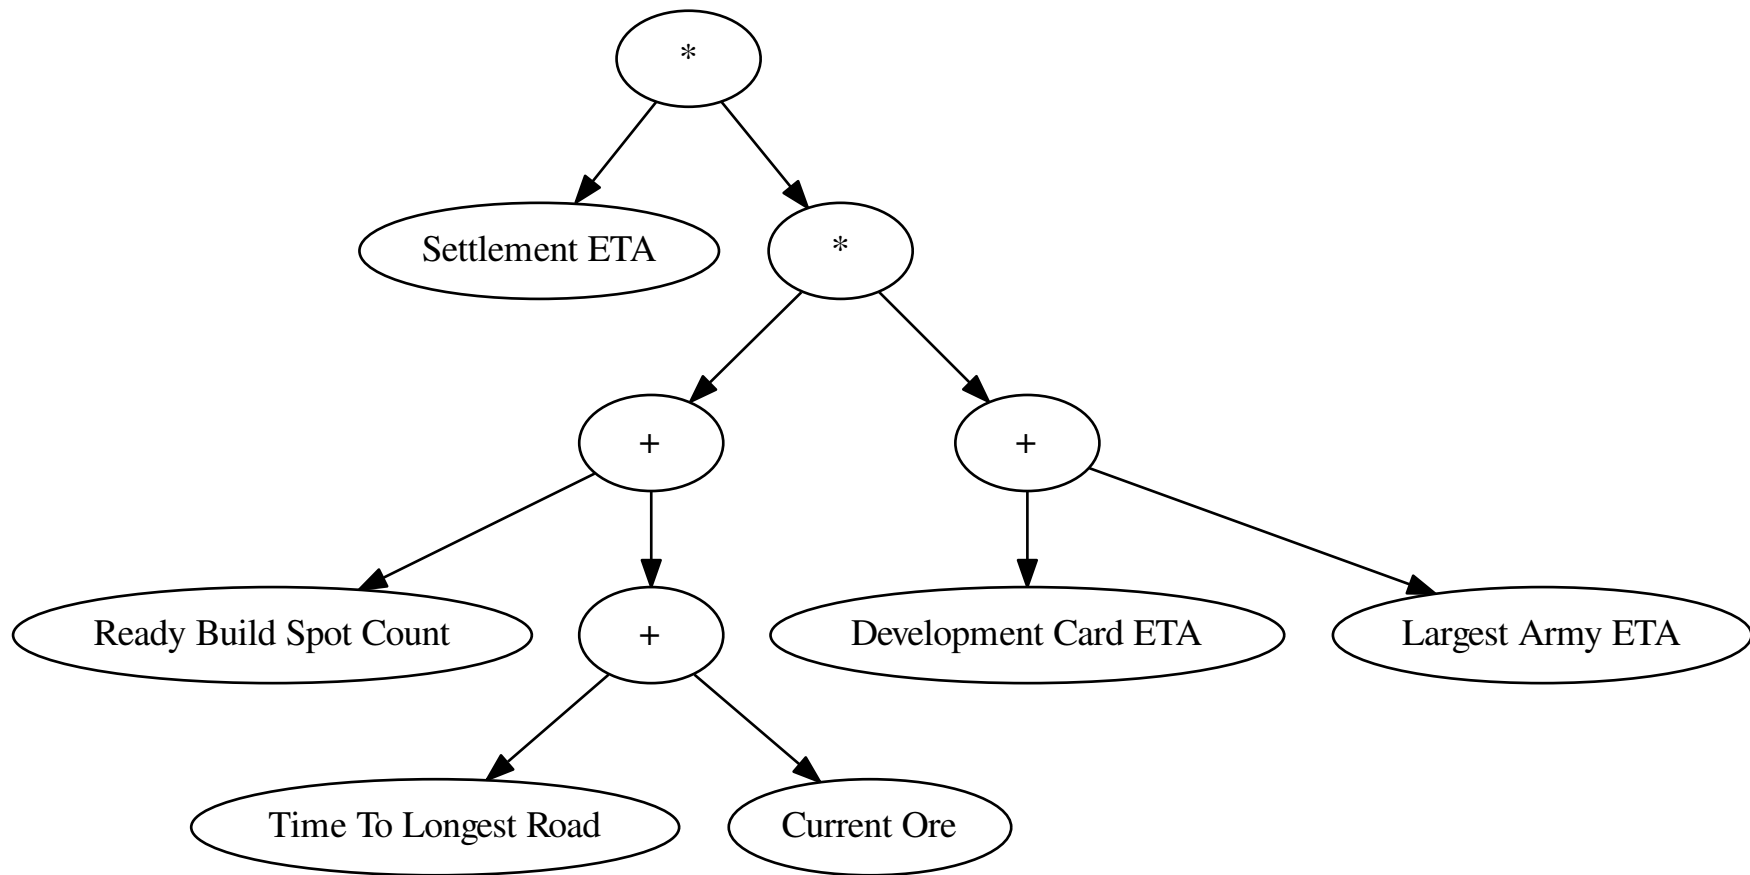 *
Settlement ETA
*
+
+
Ready Build Spot Count
+
Development Card ETA
Largest Army ETA
Time To Longest Road
Current Ore